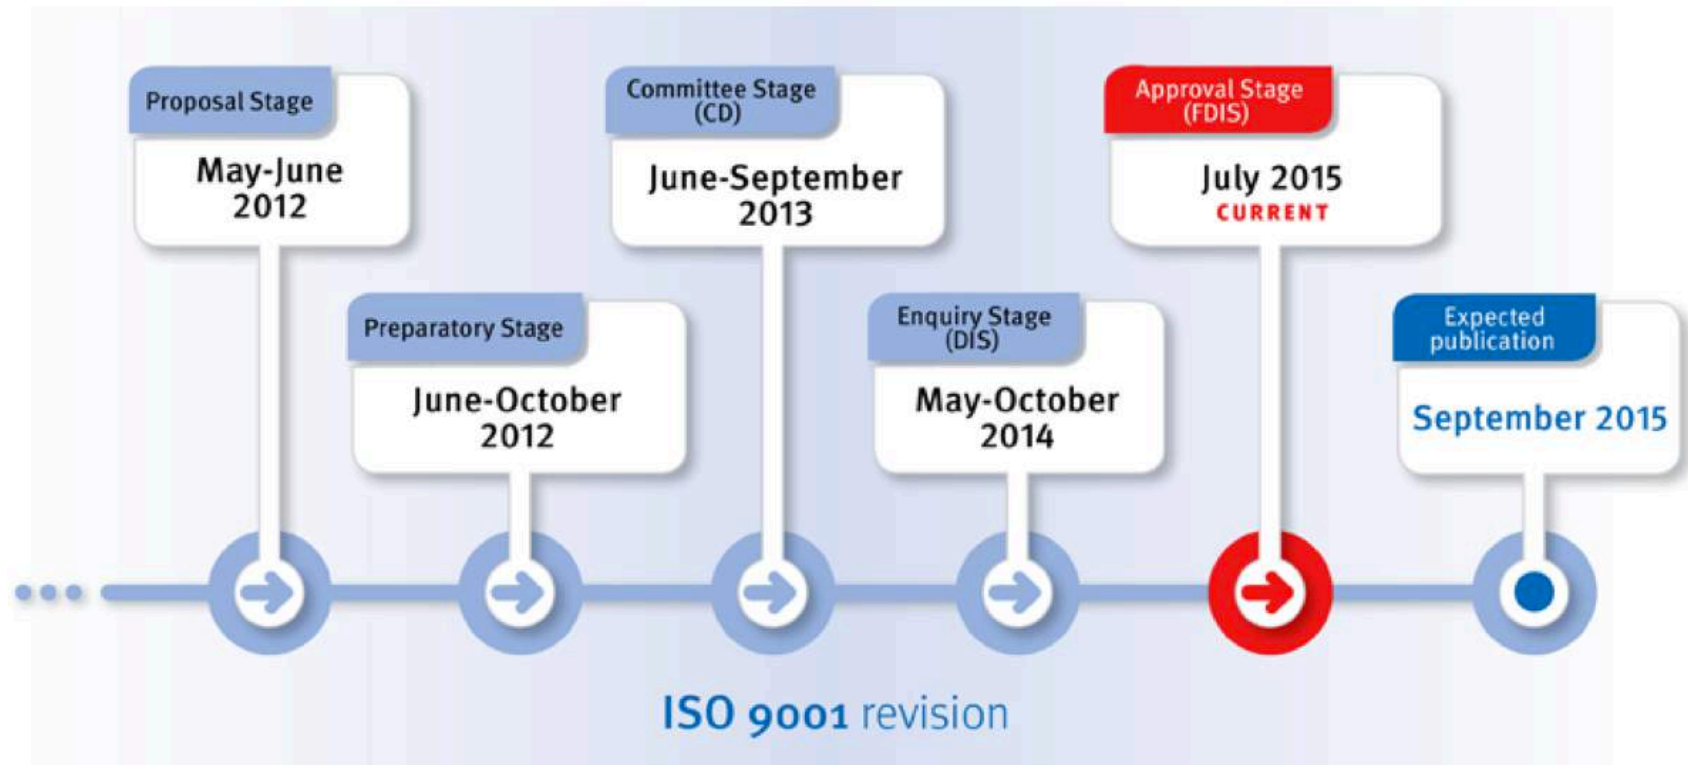 Proposal Stage
May-June
2012
Preparatory Stage
June-October
2012
Committee Stage
(CD)
June-September
2013
Enquiry Stage
(DIS)
May-October
2014
Approval Stage
(FDIS)
July 2015
CURRENT
Expected
publication
September 2015
ISO 9001 revision